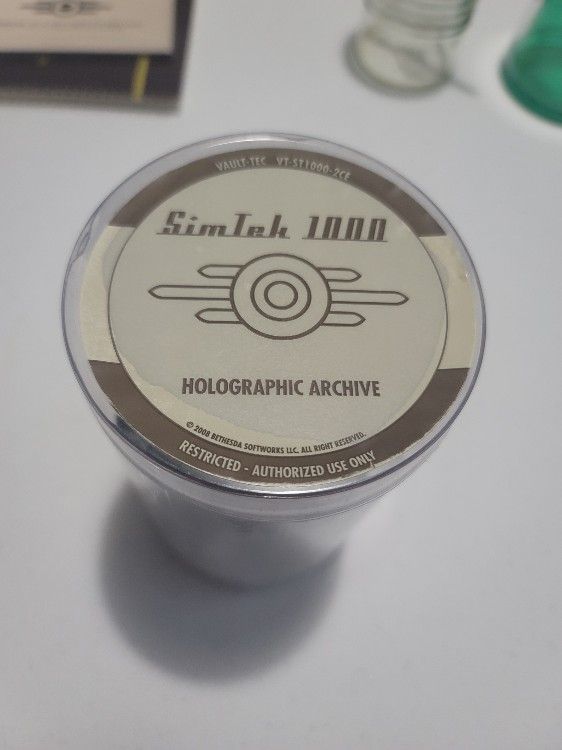 VAULT-TEC VT-ST1000-2CE
SimTek 1000
HOLOGRAPHIC ARCHIVE
© 2008 BETHESDA SOFTWORKS LLC. ALL RIGHT RESERVED.
RESTRICTED - AUTHORIZED USE ONLY